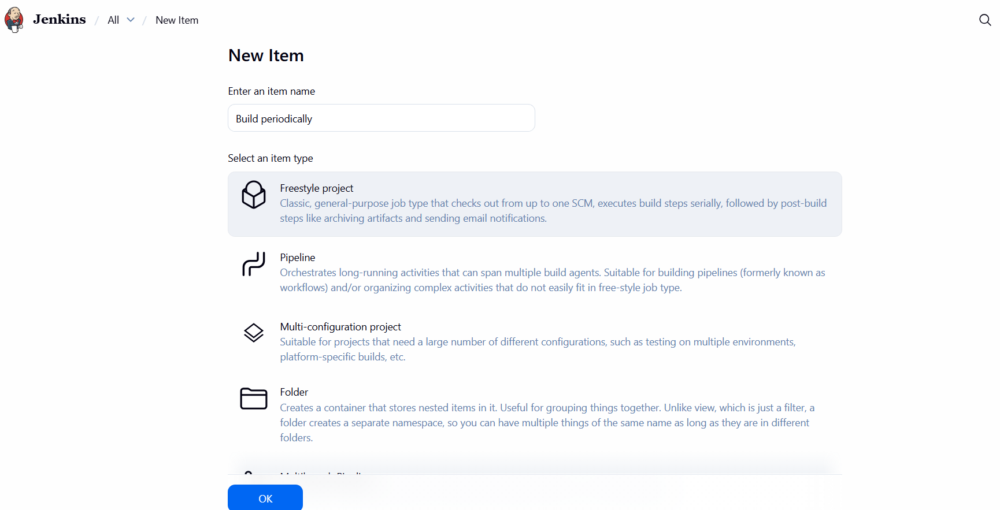 Jenkins / All / New Item
New Item
Enter an item name
Build periodically
Select an item type
Freestyle project
Classic, general-purpose job type that checks out from up to one SCM, executes build steps serially, followed by post-build
steps like archiving artifacts and sending email notifications.
Pipeline
Orchestrates long-running activities that can span multiple build agents. Suitable for building pipelines (formerly known as
workflows) and/or organizing complex activities that do not easily fit in free-style job type.
Multi-configuration project
Suitable for projects that need a large number of different configurations, such as testing on multiple environments,
platform-specific builds, etc.
Folder
Creates a container that stores nested items in it. Useful for grouping things together. Unlike view, which is just a filter, a
folder creates a separate namespace, so you can have multiple things of the same name as long as they are in different
folders.
OK